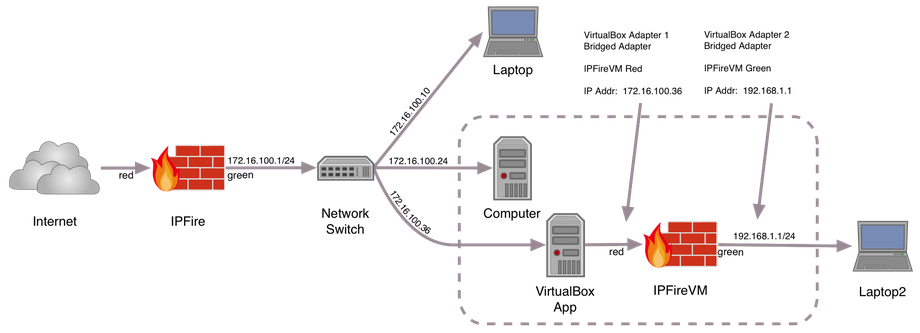 Internet
red
IPFire
172.16.100.1/24
green
Network
Switch
172.16.100.10
Laptop
172.16.100.24
Computer
172.16.100.36
VirtualBox
App
VirtualBox Adapter 1
Bridged Adapter
IPFireVM Red
IP Addr: 172.16.100.36
VirtualBox Adapter 2
Bridged Adapter
IPFireVM Green
IP Addr: 192.168.1.1
red
IPFireVM
192.168.1.1/24
green
Laptop2